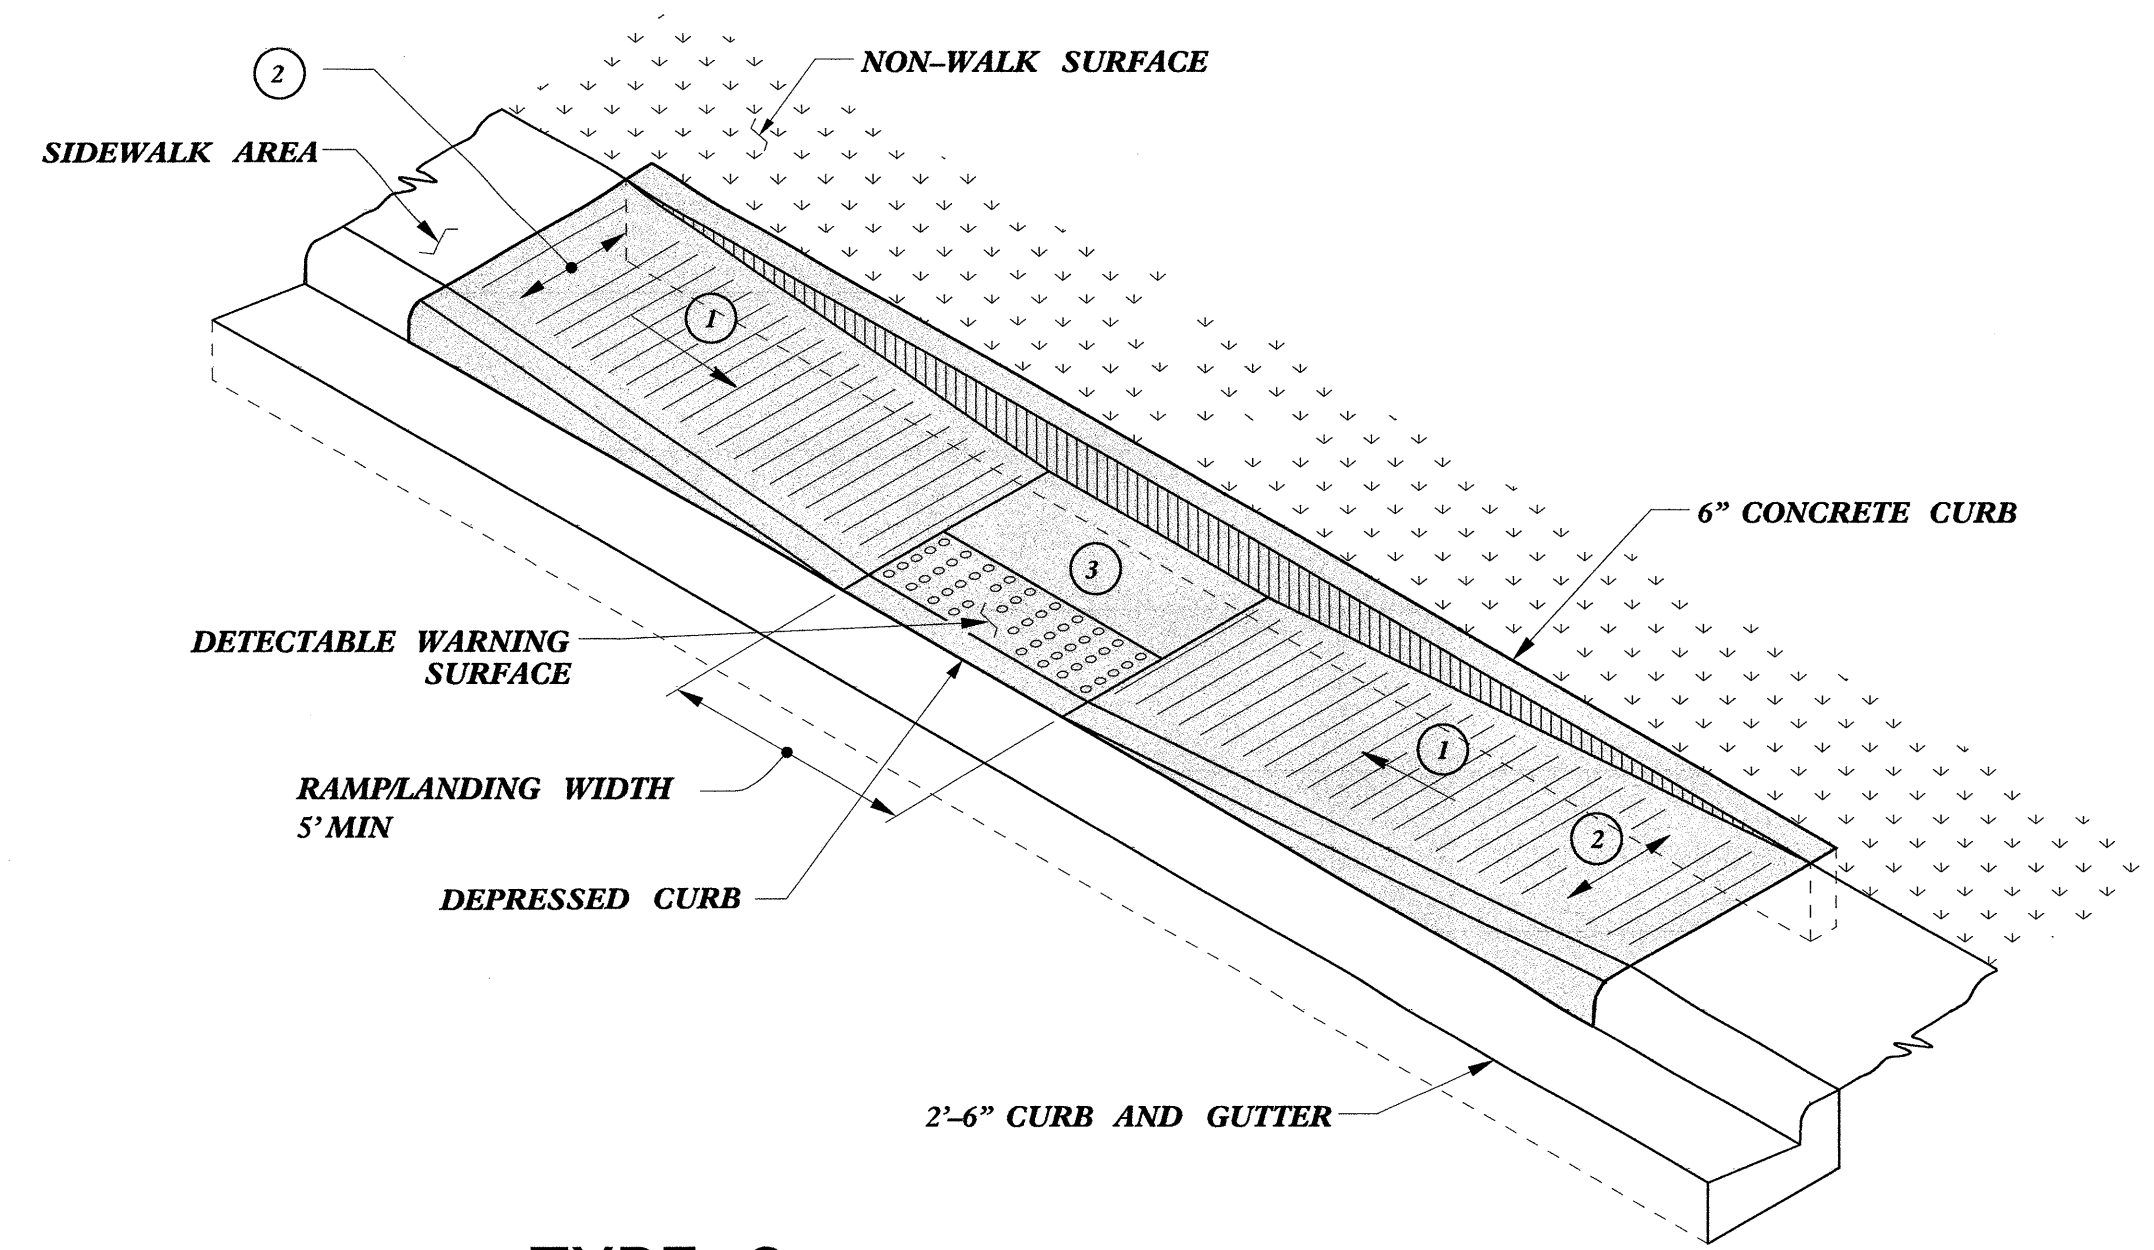 2
NON–WALK SURFACE
SIDEWALK AREA
1
6” CONCRETE CURB
3
DETECTABLE WARNING
SURFACE
1
RAMP/LANDING WIDTH
5’ MIN
2
DEPRESSED CURB
2’–6” CURB AND GUTTER